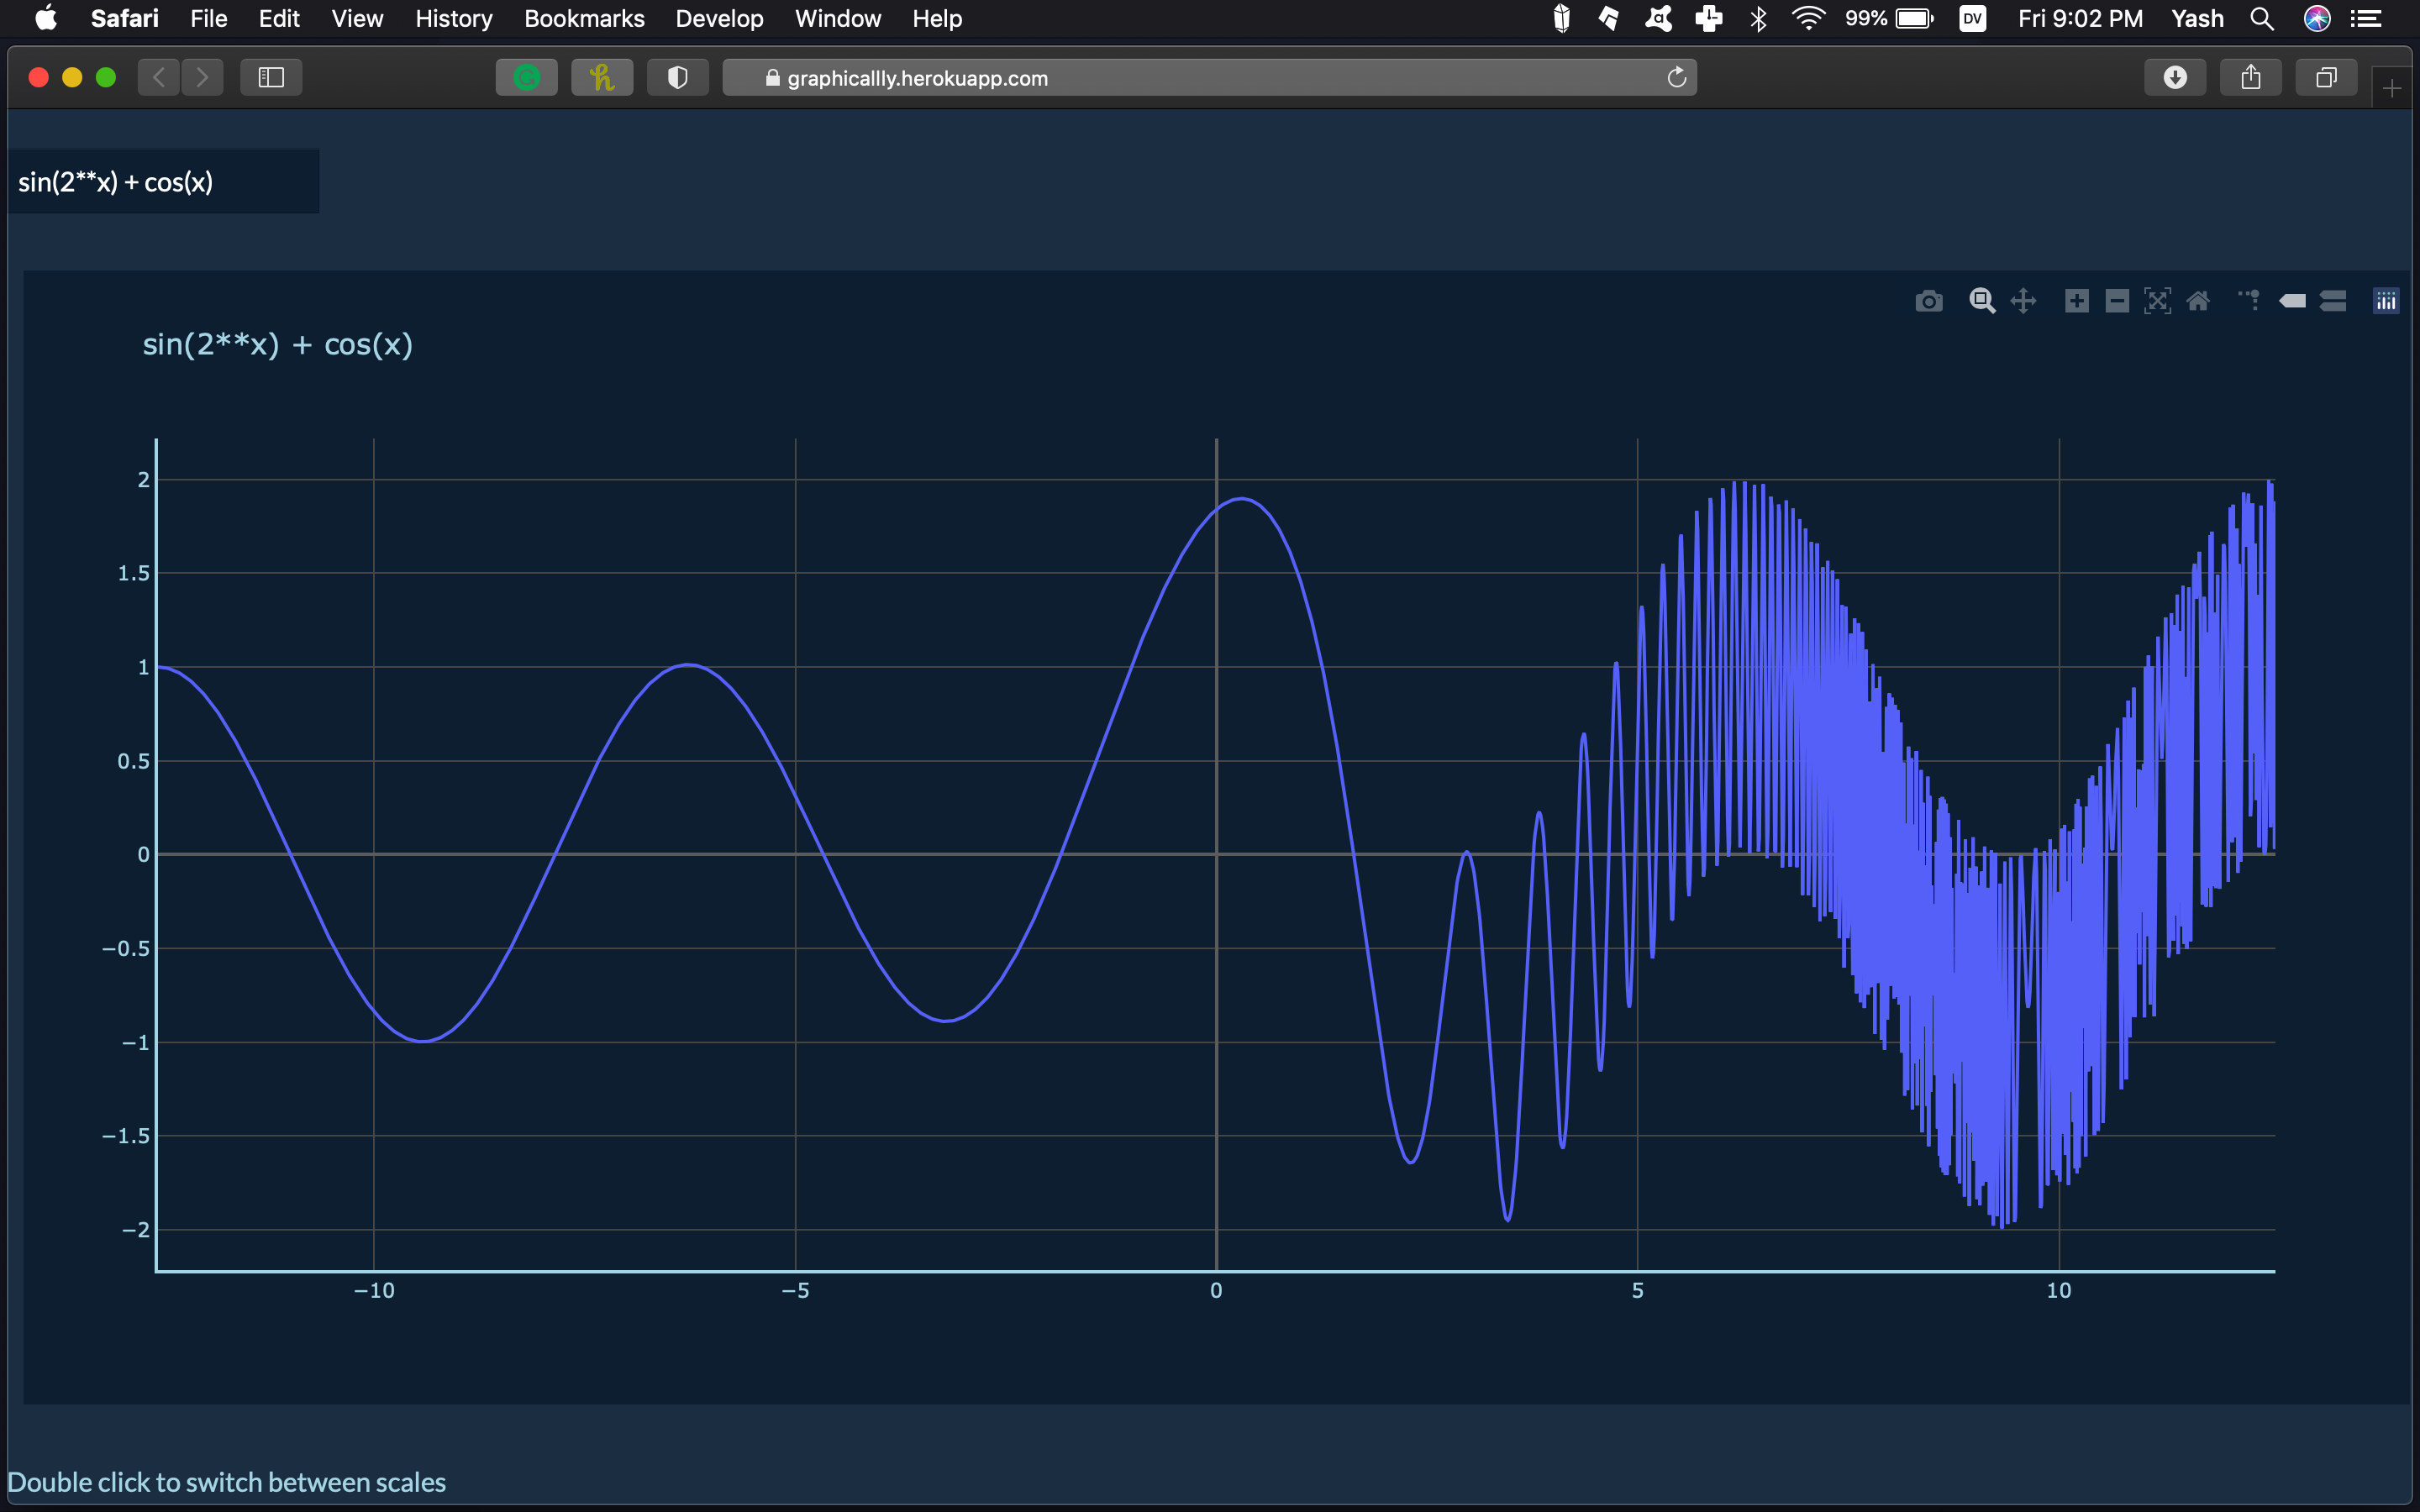 Safari File Edit View History Bookmarks Develop Window Help 99% DV Fri 9:02 PM Yash
graphicallly.herokuapp.com
sin(2**x) + cos(x)
sin(2**x) + cos(x)
2
1.5
1
0.5
0
−0.5
−1
−1.5
−2
−10 −5 0 5 10
Double click to switch between scales